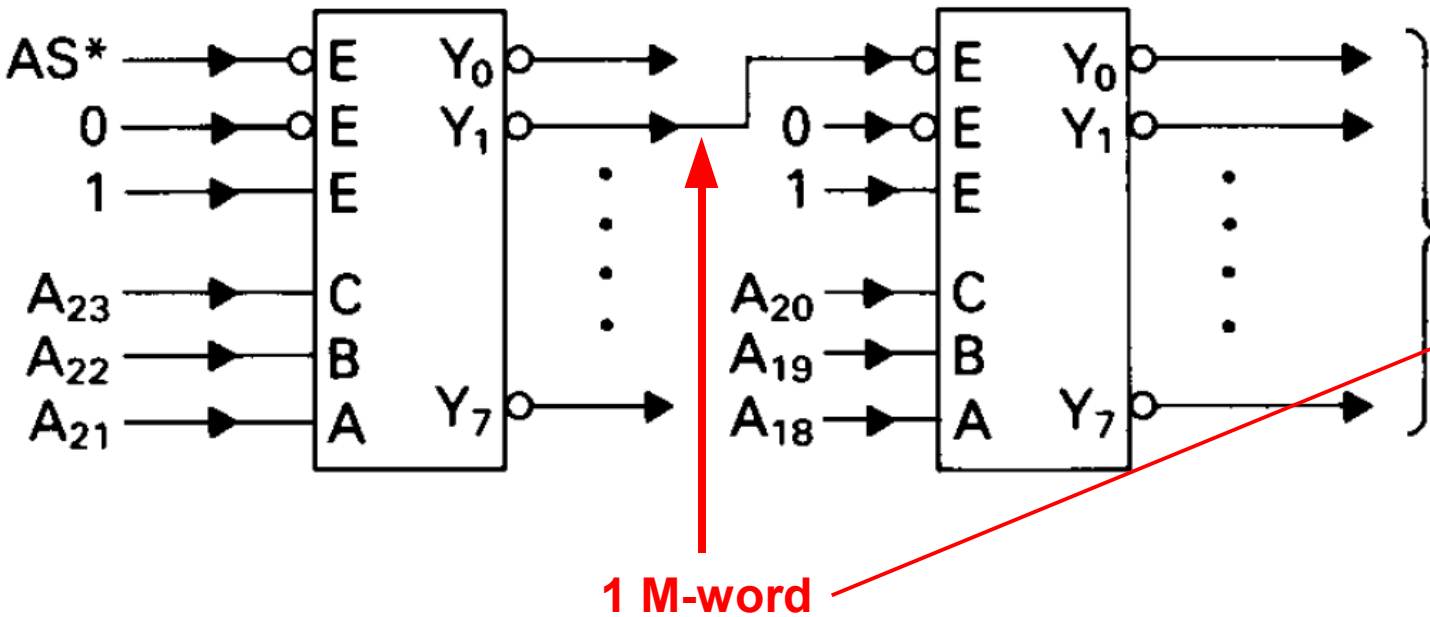 AS* E Y0 E Y0
0 E Y1 0 E Y1
1 E 1 E
A23 C A20 C
A22 B A19 B
A21 A Y7 A18 A Y7
1 M-word